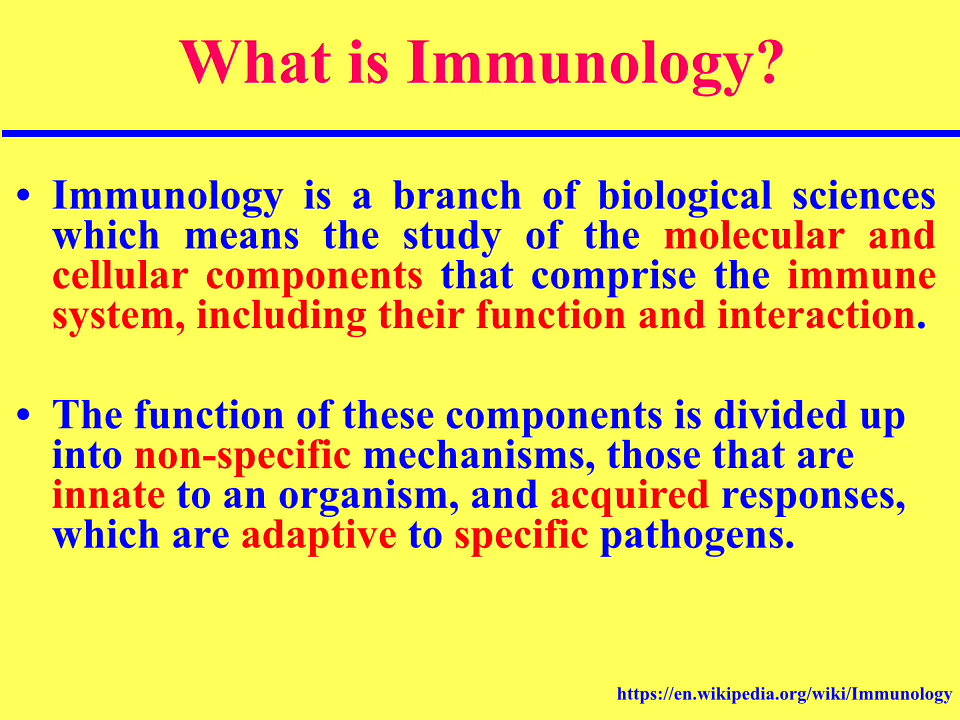 What is Immunology?
• Immunology is a branch of biological sciences
which means the study of the molecular and
cellular components that comprise the immune
system, including their function and interaction.
• The function of these components is divided up
into non-specific mechanisms, those that are
innate to an organism, and acquired responses,
which are adaptive to specific pathogens.
https://en.wikipedia.org/wiki/Immunology